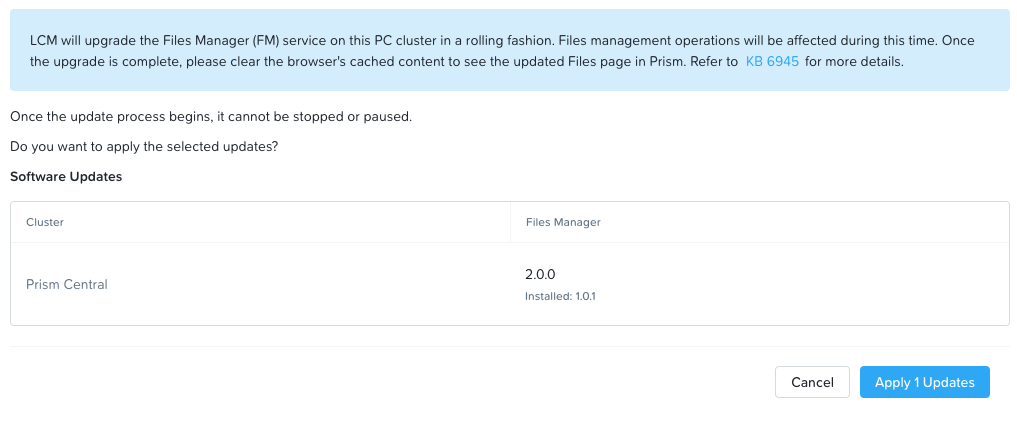 LCM will upgrade the Files Manager (FM) service on this PC cluster in a rolling fashion. Files management operations will be affected during this time. Once
the upgrade is complete, please clear the browser's cached content to see the updated Files page in Prism. Refer to KB 6945 for more details.
Once the update process begins, it cannot be stopped or paused.
Do you want to apply the selected updates?
Software Updates
Cluster Files Manager
Prism Central
2.0.0
Installed: 1.0.1
Cancel Apply 1 Updates